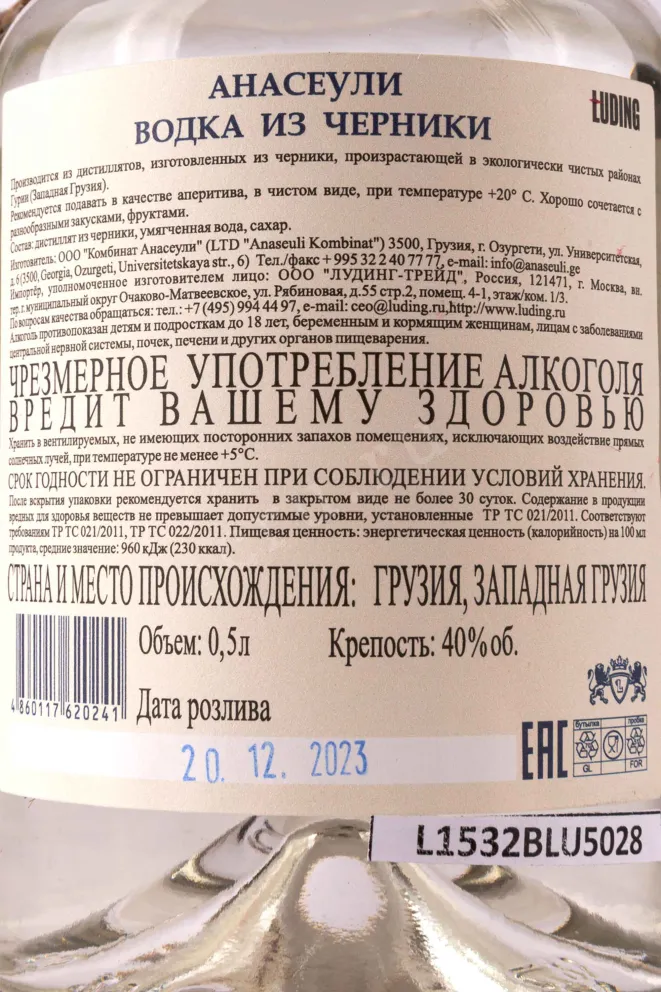 АНАСЕУЛИ
ВОДКА ИЗ ЧЕРНИКИ
LUDING
Производится из дистиллятов, изготовленных из черники, произрастающей в экологически чистых районах
Гурии (Западная Грузия).
Рекомендуется подавать в качестве аперитива, в чистом виде, при температуре +20° С. Хорошо сочетается с
разнообразными закусками, фруктами.
Состав: дистиллят из черники, умягченная вода, сахар.
Изготовитель: ООО "Комбинат Анасеули" (LTD "Anaseuli Kombinat") 3500, Грузия, г. Озургети, ул. Университетская,
д. 6 (3500, Georgia, Ozurgeti, Universitetskaya str., 6) Тел./факс + 995 32 2 40 77 77, e-mail: info@anaseuli.ge
Импортёр, уполномоченное изготовителем лицо: ООО "ЛУДИНГ-ТРЕЙД", Россия, 121471, г. Москва, вн.
тер. г. муниципальный округ Очаково-Матвеевское, ул. Рябиновая, д.55 стр.2, помещ. 4-1, этаж/ком. 1/3.
По вопросам качества обращаться: тел.: +7 (495) 994 44 97, e-mail: ceo@luding.ru,http://www.luding.ru
Алкоголь противопоказан детям и подросткам до 18 лет, беременным и кормящим женщинам, лицам с заболеваниями
центральной нервной системы, почек, печени и других органов пищеварения.
ЧРЕЗМЕРНОЕ УПОТРЕБЛЕНИЕ АЛКОГОЛЯ
ВРЕДИТ ВАШЕМУ ЗДОРОВЬЮ
Хранить в вентилируемых, не имеющих посторонних запахов помещениях, исключающих воздействие прямых
солнечных лучей, при температуре не менее +5°С.
СРОК ГОДНОСТИ НЕ ОГРАНИЧЕН ПРИ СОБЛЮДЕНИИ УСЛОВИЙ ХРАНЕНИЯ.
После вскрытия упаковки рекомендуется хранить в закрытом виде не более 30 суток. Содержание в продукции
вредных для здоровья веществ не превышает допустимые уровни, установленные ТР ТС 021/2011. Соответствуют
требованиям ТР ТС 021/2011, ТР ТС 022/2011. Пищевая ценность: энергетическая ценность (калорийность) на 100 мл
продукта, средние значение: 960 кДж (230 ккал).
СТРАНА И МЕСТО ПРОИСХОЖДЕНИЯ: ГРУЗИЯ, ЗАПАДНАЯ ГРУЗИЯ
Объем: 0,5л Крепость: 40% об.
4 860117 620241
Дата розлива
20. 12. 2023
ЕАС
бутылка пробка
GL FOR
L1532BLU5028